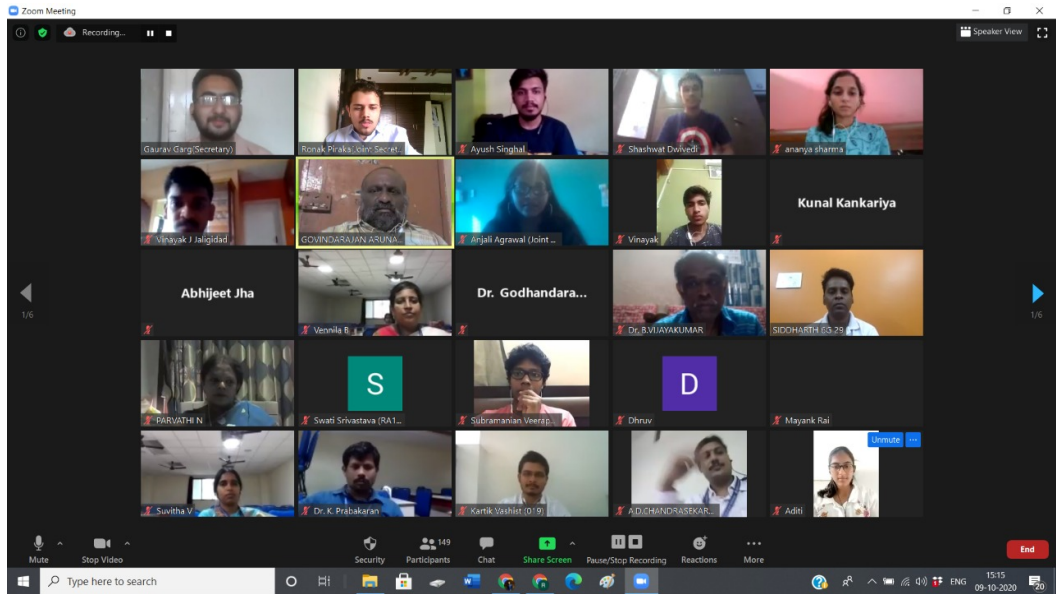 Zoom Meeting
Recording...
Speaker View
Gaurav Garg(Secretary)
Ronak Piraka(Joint Secret...
Ayush Singhal
Shashwat Dwivedi
ananya sharma
Vinayak J Jaligidad
GOVINDARAJAN ARUNA...
Anjali Agrawal (Joint ...
Vinayak
Kunal Kankariya
1/6
Abhijeet Jha
Vennila B
Dr. Godhandara...
Dr. B.VIJAYAKUMAR
SIDDHARTH 6G 29
1/6
PARVATHI N
S
Swati Srivastava (RA1...
Subramanian Veerap...
D
Dhruv
Mayank Rai
Unmute
Suvitha V
Dr. K. Prabakaran
Kartik Vashist (019)
A.D.CHANDRASEKAR...
Aditi
Mute
Stop Video
Security
Participants
149
Chat
Share Screen
Pause/Stop Recording
Reactions
More
End
Type here to search
ENG
15:15
09-10-2020
20